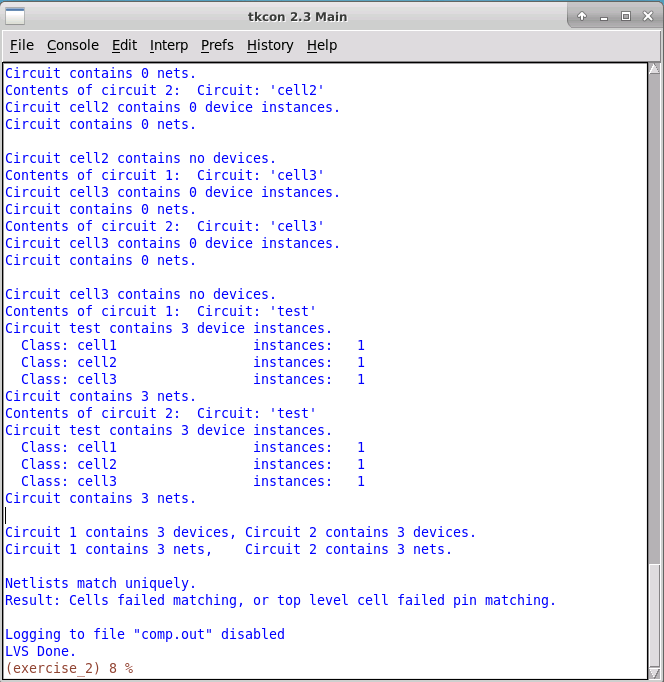 tkcon 2.3 Main
File Console Edit Interp Prefs History Help
Circuit contains 0 nets.
Contents of circuit 2:  Circuit: 'cell2'
Circuit cell2 contains 0 device instances.
Circuit contains 0 nets.

Circuit cell2 contains no devices.
Contents of circuit 1:  Circuit: 'cell3'
Circuit cell3 contains 0 device instances.
Circuit contains 0 nets.
Contents of circuit 2:  Circuit: 'cell3'
Circuit cell3 contains 0 device instances.
Circuit contains 0 nets.

Circuit cell3 contains no devices.
Contents of circuit 1:  Circuit: 'test'
Circuit test contains 3 device instances.
  Class: cell1                 instances:   1
  Class: cell2                 instances:   1
  Class: cell3                 instances:   1
Circuit contains 3 nets.
Contents of circuit 2:  Circuit: 'test'
Circuit test contains 3 device instances.
  Class: cell1                 instances:   1
  Class: cell2                 instances:   1
  Class: cell3                 instances:   1
Circuit contains 3 nets.

Circuit 1 contains 3 devices, Circuit 2 contains 3 devices.
Circuit 1 contains 3 nets,    Circuit 2 contains 3 nets.

Netlists match uniquely.
Result: Cells failed matching, or top level cell failed pin matching.

Logging to file "comp.out" disabled
LVS Done.
(exercise_2) 8 %